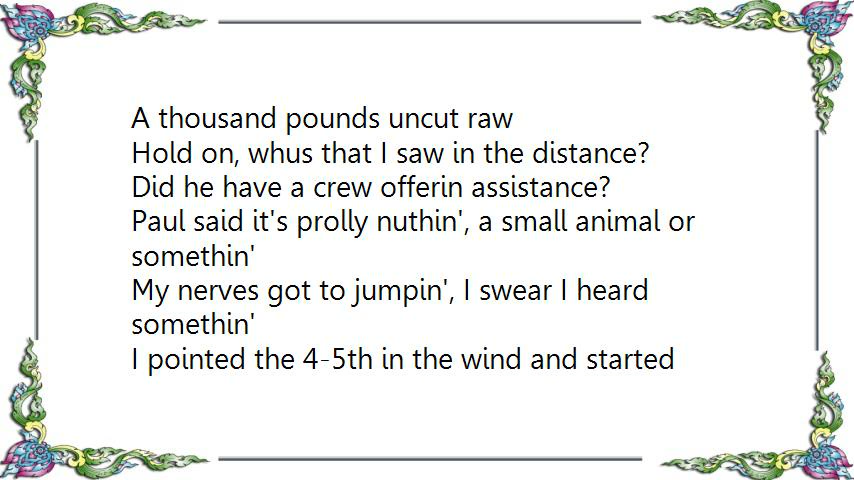 A thousand pounds uncut raw
Hold on, whus that I saw in the distance?
Did he have a crew offerin assistance?
Paul said it's prolly nuthin', a small animal or
somethin'
My nerves got to jumpin', I swear I heard
somethin'
I pointed the 4-5th in the wind and started